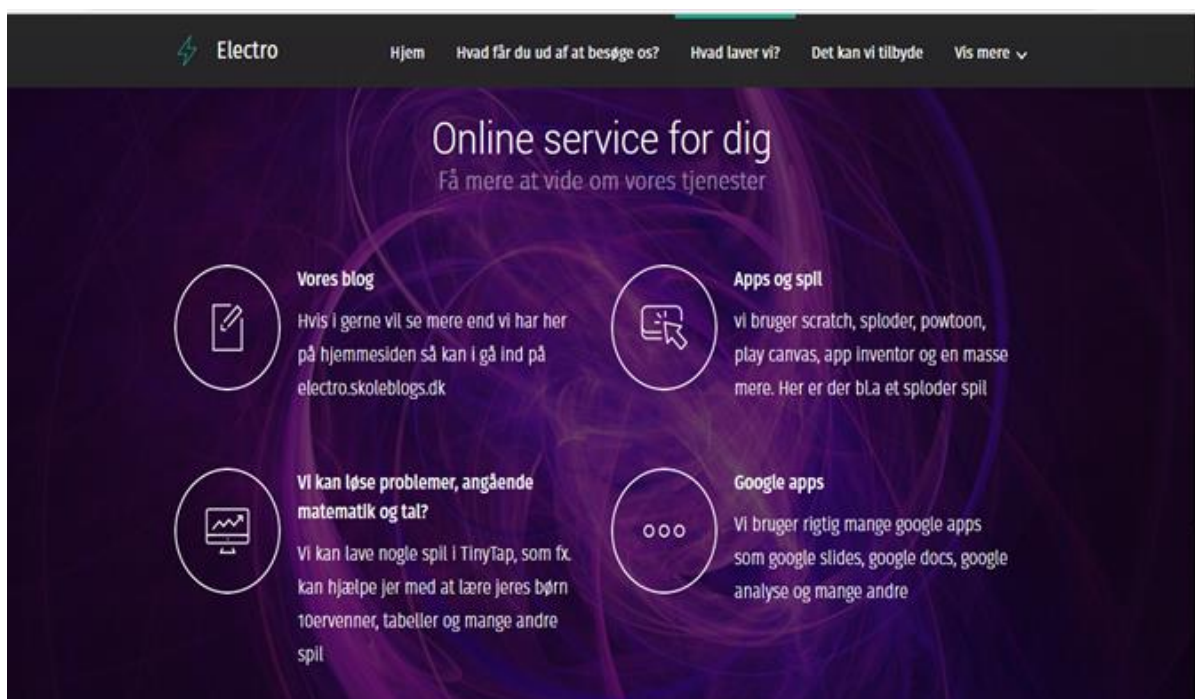 Electro
Hjem Hvad får du ud af at besøge os? Hvad laver vi? Det kan vi tilbyde Vis mere
Online service for dig
Få mere at vide om vores tjenester
Vores blog
Hvis i gerne vil se mere end vi har her
på hjemmesiden så kan i gå ind på
electro.skoleblogs.dk
Apps og spil
vi bruger scratch, sploder, powtoon,
play canvas, app inventor og en masse
mere. Her er der bl.a et sploder spil
Vi kan løse problemer, angående
matematik og tal?
Vi kan lave nogle spil i TinyTap, som fx.
kan hjælpe jer med at lære jeres børn
10ervenner, tabeller og mange andre
spil
Google apps
Vi bruger rigtig mange google apps
som google slides, google docs, google
analyse og mange andre